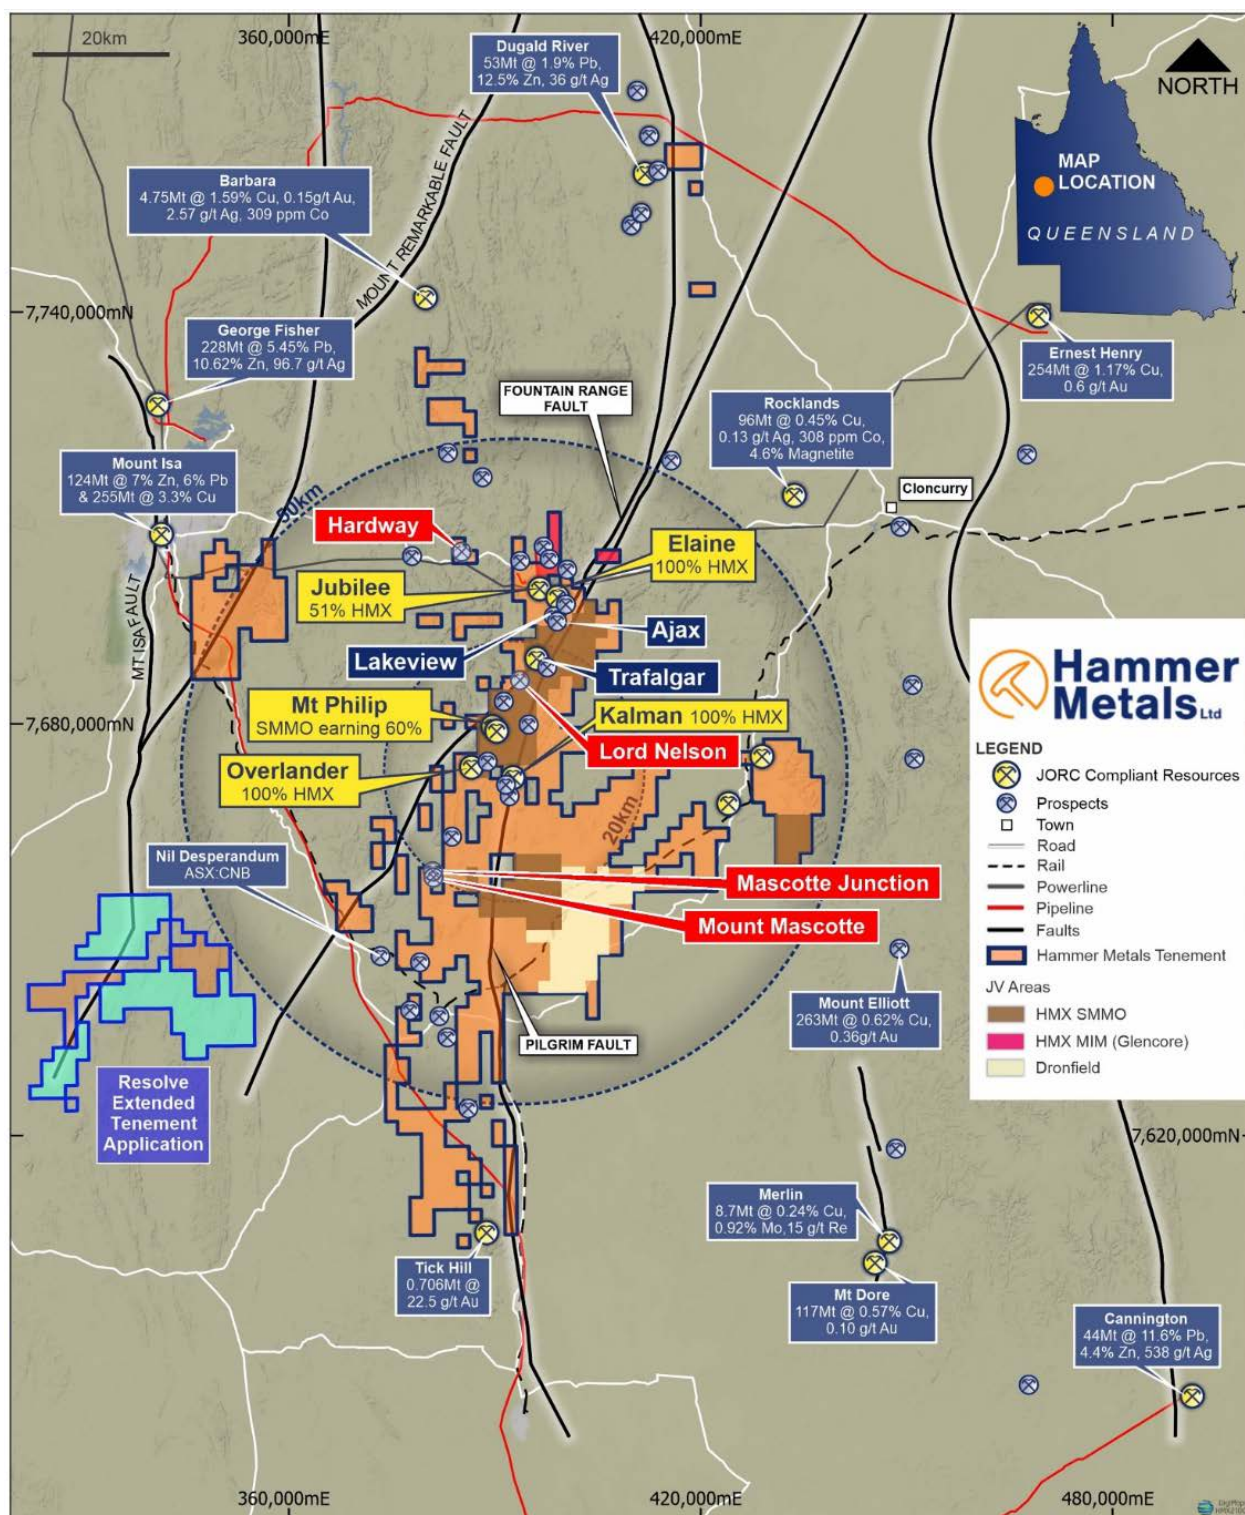 20km
360,000mE
420,000mE
Dugald River
53Mt @ 1.9% Pb,
12.5% Zn, 36 g/t Ag
NORTH
MAP
LOCATION
QUEENSLAND
MOUNT REMARKABLE FAULT
Barbara
4.75Mt @ 1.59% Cu, 0.15g/t Au,
2.57 g/t Ag, 309 ppm Co
7,740,000mN
George Fisher
228Mt @ 5.45% Pb,
10.62% Zn, 96.7 g/t Ag
Ernest Henry
254Mt @ 1.17% Cu,
0.6 g/t Au
FOUNTAIN RANGE
FAULT
Rocklands
96Mt @ 0.45% Cu,
0.13 g/t Ag, 308 ppm Co,
4.6% Magnetite
Mount Isa
124Mt @ 7% Zn, 6% Pb
& 255Mt @ 3.3% Cu
Cloncurry
50km
Hardway
Elaine
100% HMX
Jubilee
51% HMX
MT ISA FAULT
Ajax
Lakeview
Trafalgar
Mt Philip
SMMO earning 60%
Kalman 100% HMX
7,680,000mN
Lord Nelson
Overlander
100% HMX
20km
Nil Desperandum
ASX:CNB
Mascotte Junction
Mount Mascotte
Hammer
Metals Ltd
LEGEND
JORC Compliant Resources
Prospects
Town
Road
Rail
Powerline
Pipeline
Faults
Hammer Metals Tenement
JV Areas
HMX SMMO
HMX MIM (Glencore)
Dronfield
Mount Elliott
263Mt @ 0.62% Cu,
0.36g/t Au
PILGRIM FAULT
Resolve
Extended
Tenement
Application
7,620,000mN
Merlin
8.7Mt @ 0.24% Cu,
0.92% Mo,15 g/t Re
Tick Hill
0.706Mt @
22.5 g/t Au
Mt Dore
117Mt @ 0.57% Cu,
0.10 g/t Au
Cannington
44Mt @ 11.6% Pb,
4.4% Zn, 538 g/t Ag
360,000mE
420,000mE
480,000mE